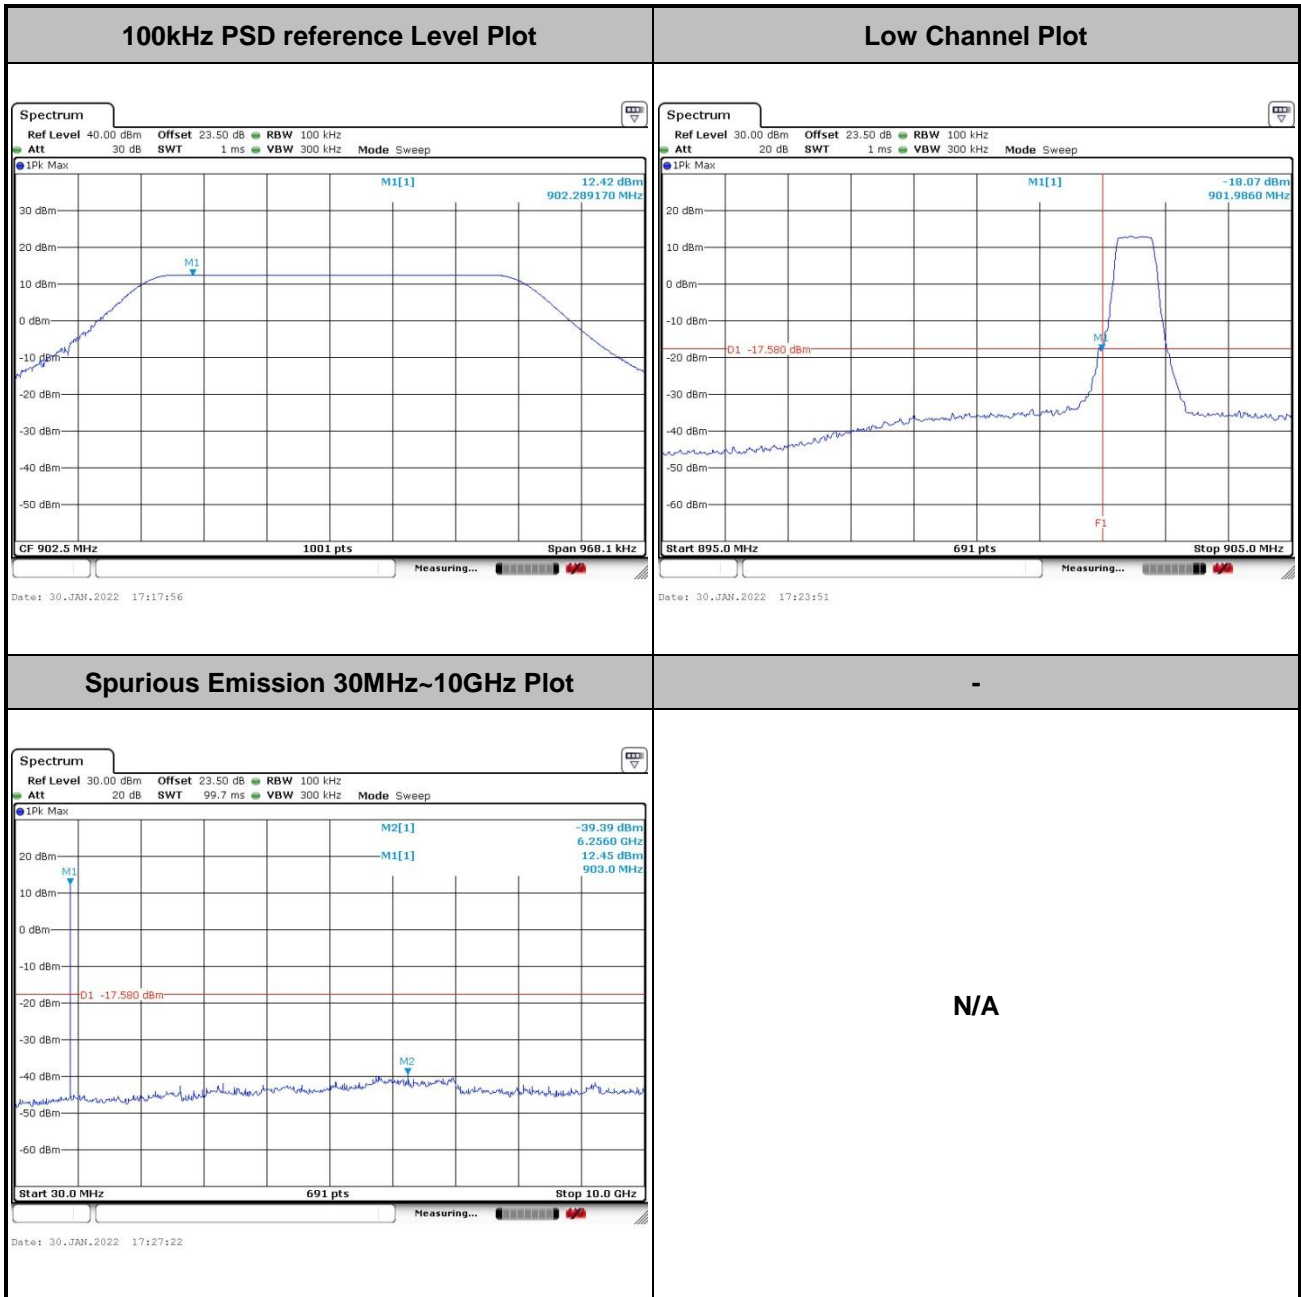 100kHz PSD reference Level Plot
Low Channel Plot
Spectrum
Ref Level 40.00 dBm Offset 23.50 dB RBW 100 kHz
Att 30 dB SWT 1 ms VBW 300 kHz Mode Sweep
1Pk Max
M1[1] 12.42 dBm
902.289170 MHz
30 dBm
20 dBm
M1
10 dBm
0 dBm
-10 dBm
-20 dBm
-30 dBm
-40 dBm
-50 dBm
CF 902.5 MHz 1001 pts Span 968.1 kHz
Measuring...
Date: 30.JAN.2022 17:17:56
Spectrum
Ref Level 30.00 dBm Offset 23.50 dB RBW 100 kHz
Att 20 dB SWT 1 ms VBW 300 kHz Mode Sweep
1Pk Max
M1[1] -18.07 dBm
901.9860 MHz
20 dBm
10 dBm
0 dBm
-10 dBm
M1
D1 -17.580 dBm
-20 dBm
-30 dBm
-40 dBm
-50 dBm
-60 dBm
F1
Start 895.0 MHz 691 pts Stop 905.0 MHz
Measuring...
Date: 30.JAN.2022 17:23:51
Spurious Emission 30MHz~10GHz Plot
-
Spectrum
Ref Level 30.00 dBm Offset 23.50 dB RBW 100 kHz
Att 20 dB SWT 99.7 ms VBW 300 kHz Mode Sweep
1Pk Max
M2[1] -39.39 dBm
6.2560 GHz
20 dBm M1[1] 12.45 dBm
M1 903.0 MHz
10 dBm
0 dBm
-10 dBm
D1 -17.580 dBm
-20 dBm
-30 dBm
M2
-40 dBm
-50 dBm
-60 dBm
Start 30.0 MHz 691 pts Stop 10.0 GHz
Measuring...
Date: 30.JAN.2022 17:27:22
N/A